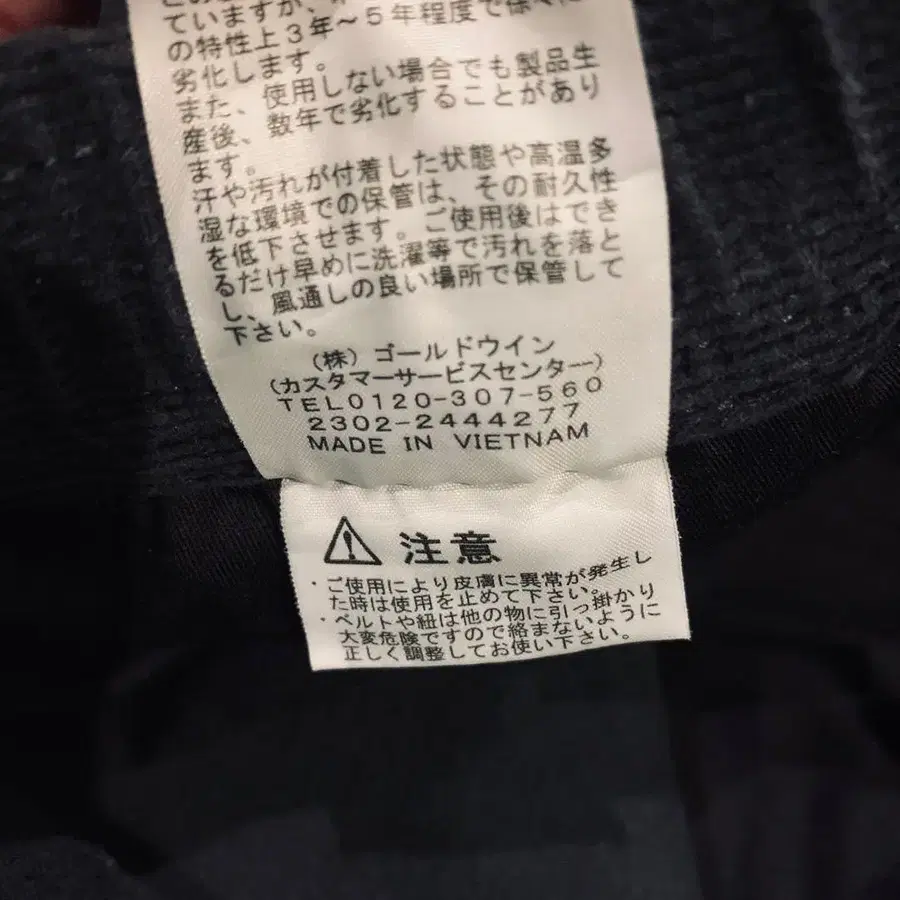 ていますが、
の特性上3年～5年程度で徐々に
劣化します。
また、使用しない場合でも製品生
産後、数年で劣化することがあり
ます。
汗や汚れが付着した状態や高温多
湿な環境での保管は、その耐久性
を低下させます。ご使用後はでき
るだけ早めに洗濯等で汚れを落と
し、風通しの良い場所で保管して
下さい。
(株)ゴールドウイン
(カスタマーサービスセンター)
TEL0120-307-560
2302-2444277
MADE IN VIETNAM
注意
・ご使用により皮膚に異常が発生し
た時は使用を止めて下さい。
・ベルトや紐は他の物に引っ掛かり
大変危険ですので絡まないように
正しく調整してお使い下さい。